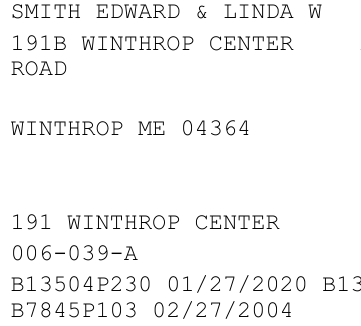 SMITH EDWARD & LINDA W
191B WINTHROP CENTER
ROAD
WINTHROP ME 04364
191 WINTHROP CENTER
006-039-A
B13504P230 01/27/2020 B13
B7845P103 02/27/2004